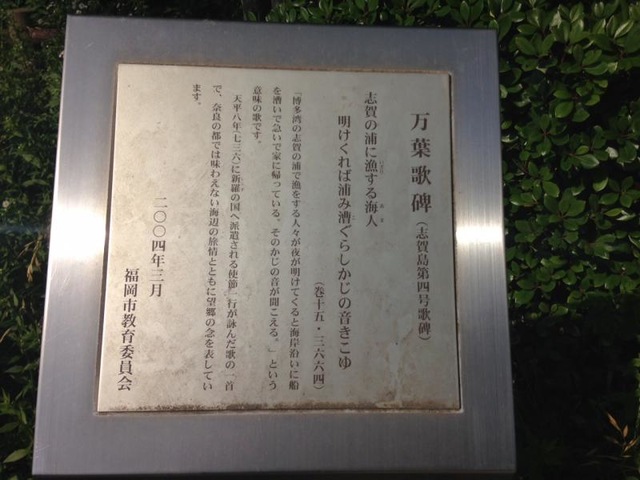 万葉歌碑（志賀島第四号歌碑）
志賀の浦に漁する海人
明けくれば浦み漕ぐらしかじの音きこゆ
（巻十五・三六六四）
「博多湾の志賀の浦で漁をする人々が夜が明けてくると海岸沿いに船
を漕いで急いで家に帰っている。そのかじの音が聞こえる。」という
意味の歌です。
天平八年（七三六）に新羅の国へ派遣される使節一行が詠んだ歌の一首
で、奈良の都では味わえない海辺の旅情とともに望郷の念を表してい
ます。
二〇〇四年三月
福岡市教育委員会